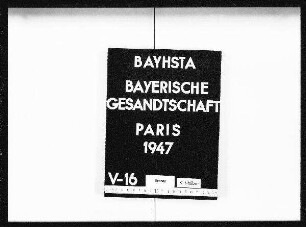 BAYHSTA
BAYERISCHE
GESANDTSCHAFT
PARIS
1947
V-16